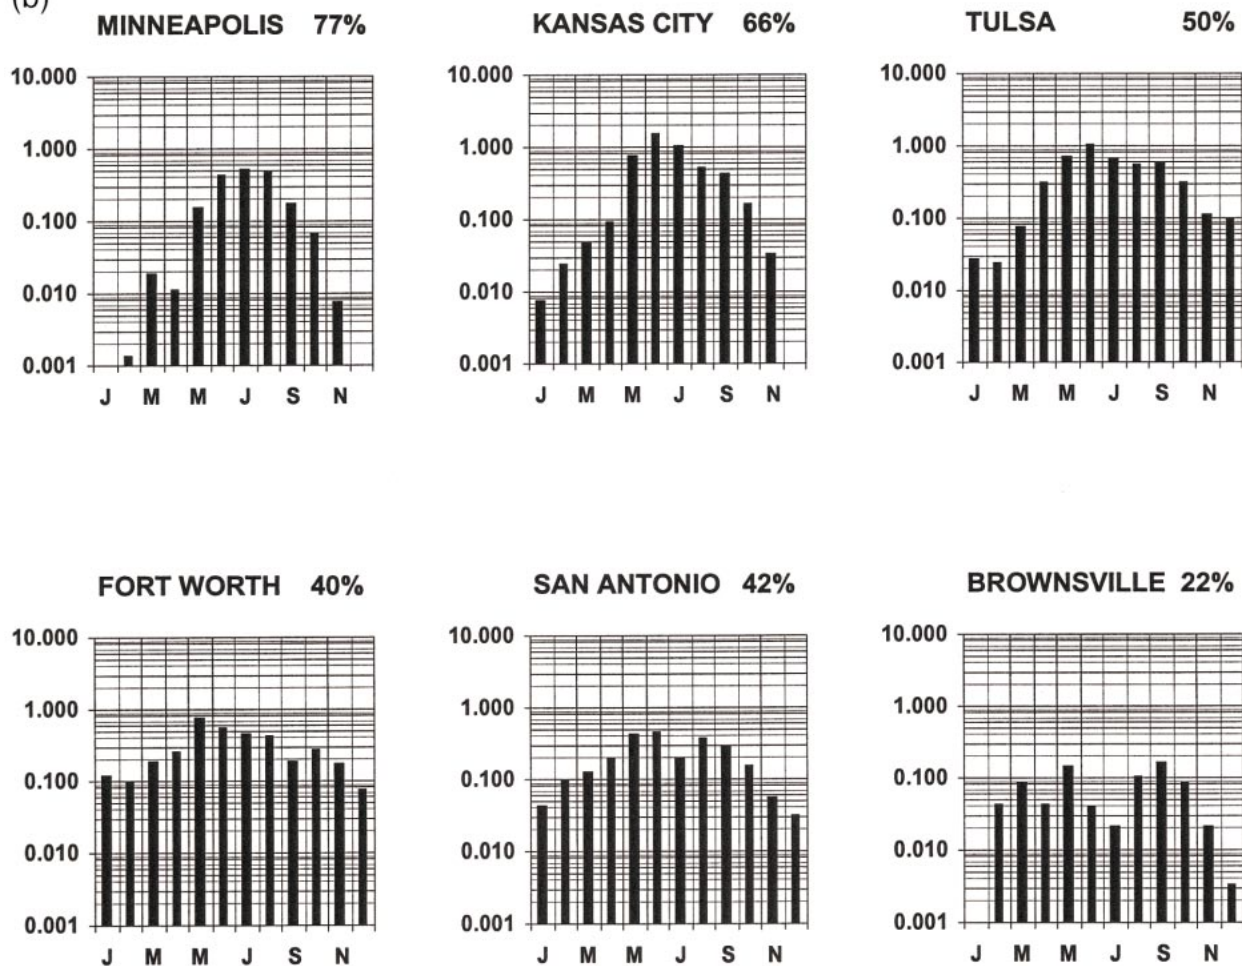 (b)
MINNEAPOLIS 77%
10.000
1.000
0.100
0.010
0.001
J M M J S N
KANSAS CITY 66%
10.000
1.000
0.100
0.010
0.001
J M M J S N
TULSA 50%
10.000
1.000
0.100
0.010
0.001
J M M J S N
FORT WORTH 40%
10.000
1.000
0.100
0.010
0.001
J M M J S N
SAN ANTONIO 42%
10.000
1.000
0.100
0.010
0.001
J M M J S N
BROWNSVILLE 22%
10.000
1.000
0.100
0.010
0.001
J M M J S N